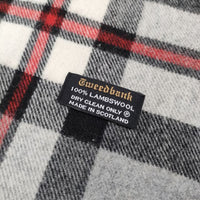 Tweedbank
100% LAMBSWOOL
DRY CLEAN ONLY Ⓟ
MADE IN SCOTLAND